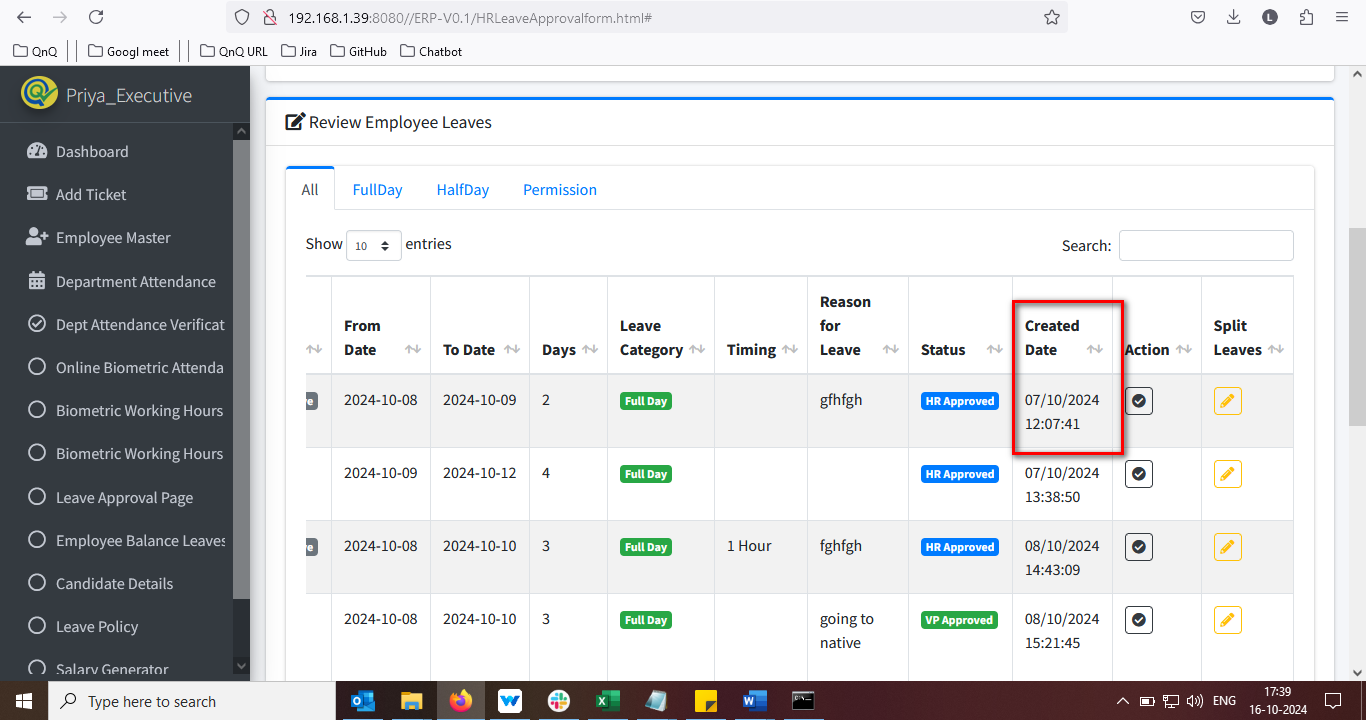 192.168.1.39:8080//ERP-V0.1/HRLeaveApprovalform.html#
L
QnQ
Googl meet
QnQ URL
Jira
GitHub
Chatbot
Priya_Executive
Dashboard
Add Ticket
Employee Master
Department Attendance
Dept Attendance Verificat
Online Biometric Attenda
Biometric Working Hours
Biometric Working Hours
Leave Approval Page
Employee Balance Leaves
Candidate Details
Leave Policy
Salary Generator
Review Employee Leaves
All FullDay HalfDay Permission
Show 10 entries
Search:
From Date
To Date
Days
Leave Category
Timing
Reason for Leave
Status
Created Date
Action
Split Leaves
2024-10-08 2024-10-09 2 Full Day gfhfgh HR Approved 07/10/2024 12:07:41
2024-10-09 2024-10-12 4 Full Day HR Approved 07/10/2024 13:38:50
2024-10-08 2024-10-10 3 Full Day 1 Hour fghfgh HR Approved 08/10/2024 14:43:09
2024-10-08 2024-10-10 3 Full Day going to native VP Approved 08/10/2024 15:21:45
Type here to search
ENG
17:39
16-10-2024